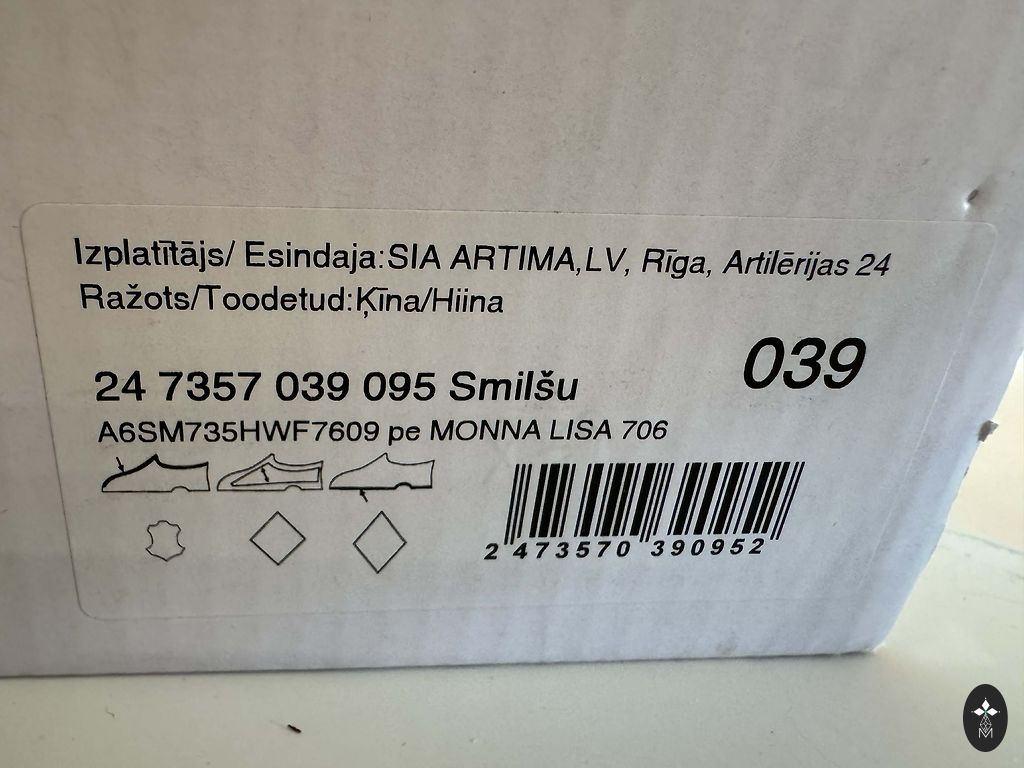 Izplatītājs/ Esindaja:SIA ARTIMA,LV, Rīga, Artilērijas 24
Ražots/Toodetud:Ķīna/Hiina
039
24 7357 039 095 Smilšu
A6SM735HWF7609 pe MONNA LISA 706
2 473570 390952
M